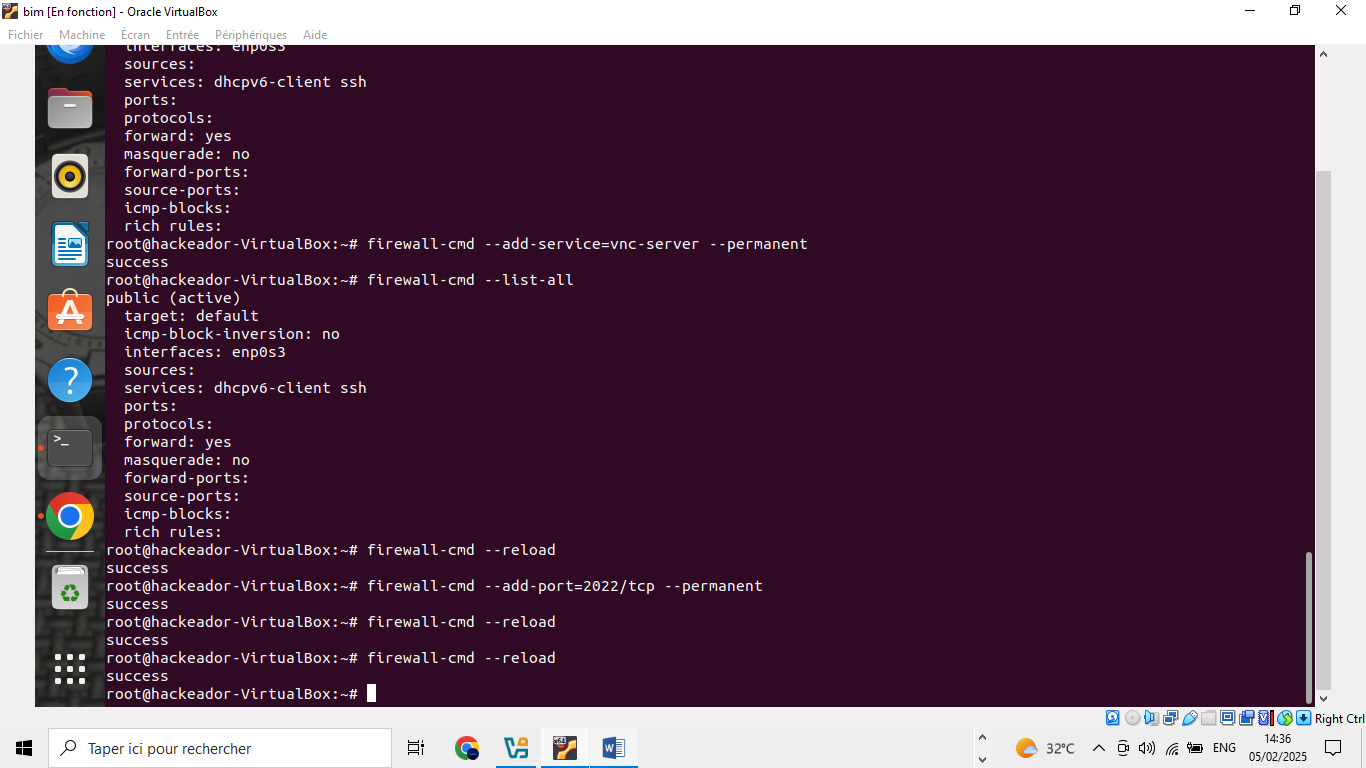 bim [En fonction] - Oracle VirtualBox
Fichier Machine Écran Entrée Périphériques Aide
interfaces: enp0s3
sources:
services: dhcpv6-client ssh
ports:
protocols:
forward: yes
masquerade: no
forward-ports:
source-ports:
icmp-blocks:
rich rules:
root@hackeador-VirtualBox:~# firewall-cmd --add-service=vnc-server --permanent
success
root@hackeador-VirtualBox:~# firewall-cmd --list-all
public (active)
target: default
icmp-block-inversion: no
interfaces: enp0s3
sources:
services: dhcpv6-client ssh
ports:
protocols:
forward: yes
masquerade: no
forward-ports:
source-ports:
icmp-blocks:
rich rules:
root@hackeador-VirtualBox:~# firewall-cmd --reload
success
root@hackeador-VirtualBox:~# firewall-cmd --add-port=2022/tcp --permanent
success
root@hackeador-VirtualBox:~# firewall-cmd --reload
success
root@hackeador-VirtualBox:~# firewall-cmd --reload
success
root@hackeador-VirtualBox:~#
Right Ctrl
Taper ici pour rechercher
32°C
ENG
14:36
05/02/2025